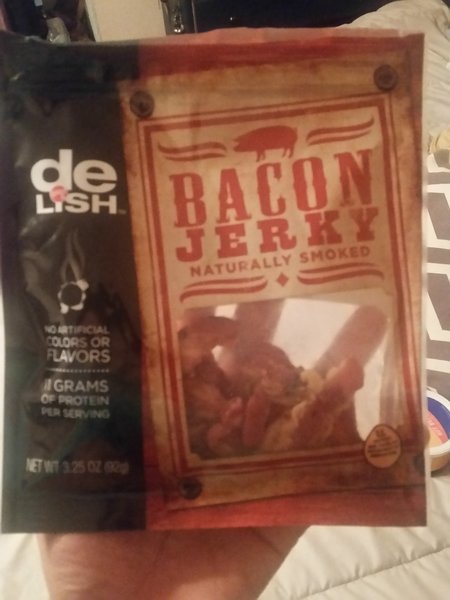 de
LISH
NO ARTIFICIAL
COLORS OR
FLAVORS
11 GRAMS
OF PROTEIN
PER SERVING
NET WT 3.25 OZ (92g)
BACON
JERKY
NATURALLY SMOKED